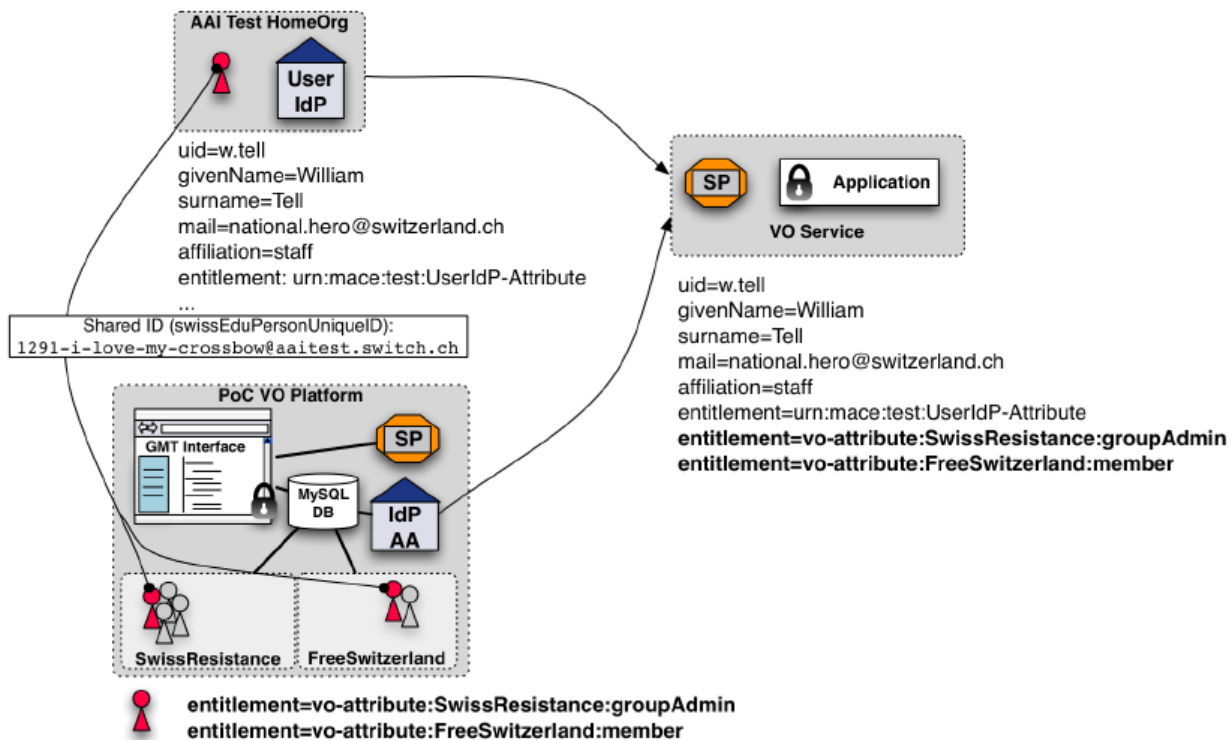 AAI Test HomeOrg
User
IdP
uid=w.tell
givenName=William
surname=Tell
mail=national.hero@switzerland.ch
affiliation=staff
entitlement: urn:mace:test:UserIdP-Attribute
...
Shared ID (swissEduPersonUniqueID):
1291-i-love-my-crossbow@aaitest.switch.ch
PoC VO Platform
GMT Interface
SP
MySQL
DB
IdP
AA
SwissResistance
FreeSwitzerland
entitlement=vo-attribute:SwissResistance:groupAdmin
entitlement=vo-attribute:FreeSwitzerland:member
SP
Application
VO Service
uid=w.tell
givenName=William
surname=Tell
mail=national.hero@switzerland.ch
affiliation=staff
entitlement=urn:mace:test:UserIdP-Attribute
entitlement=vo-attribute:SwissResistance:groupAdmin
entitlement=vo-attribute:FreeSwitzerland:member